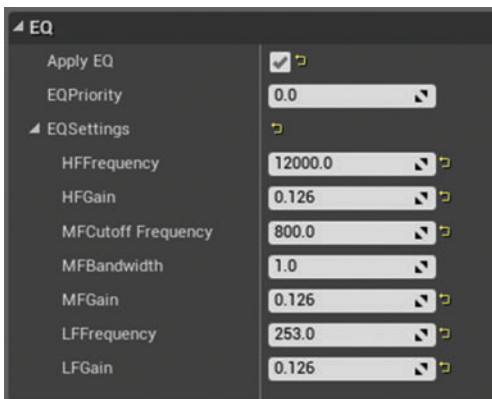 EQ
Apply EQ
EQPriority 0.0
EQSettings
HFFrequency 12000.0
HFGain 0.126
MFCutoff Frequency 800.0
MFBandwidth 1.0
MFGain 0.126
LFFrequency 253.0
LFGain 0.126